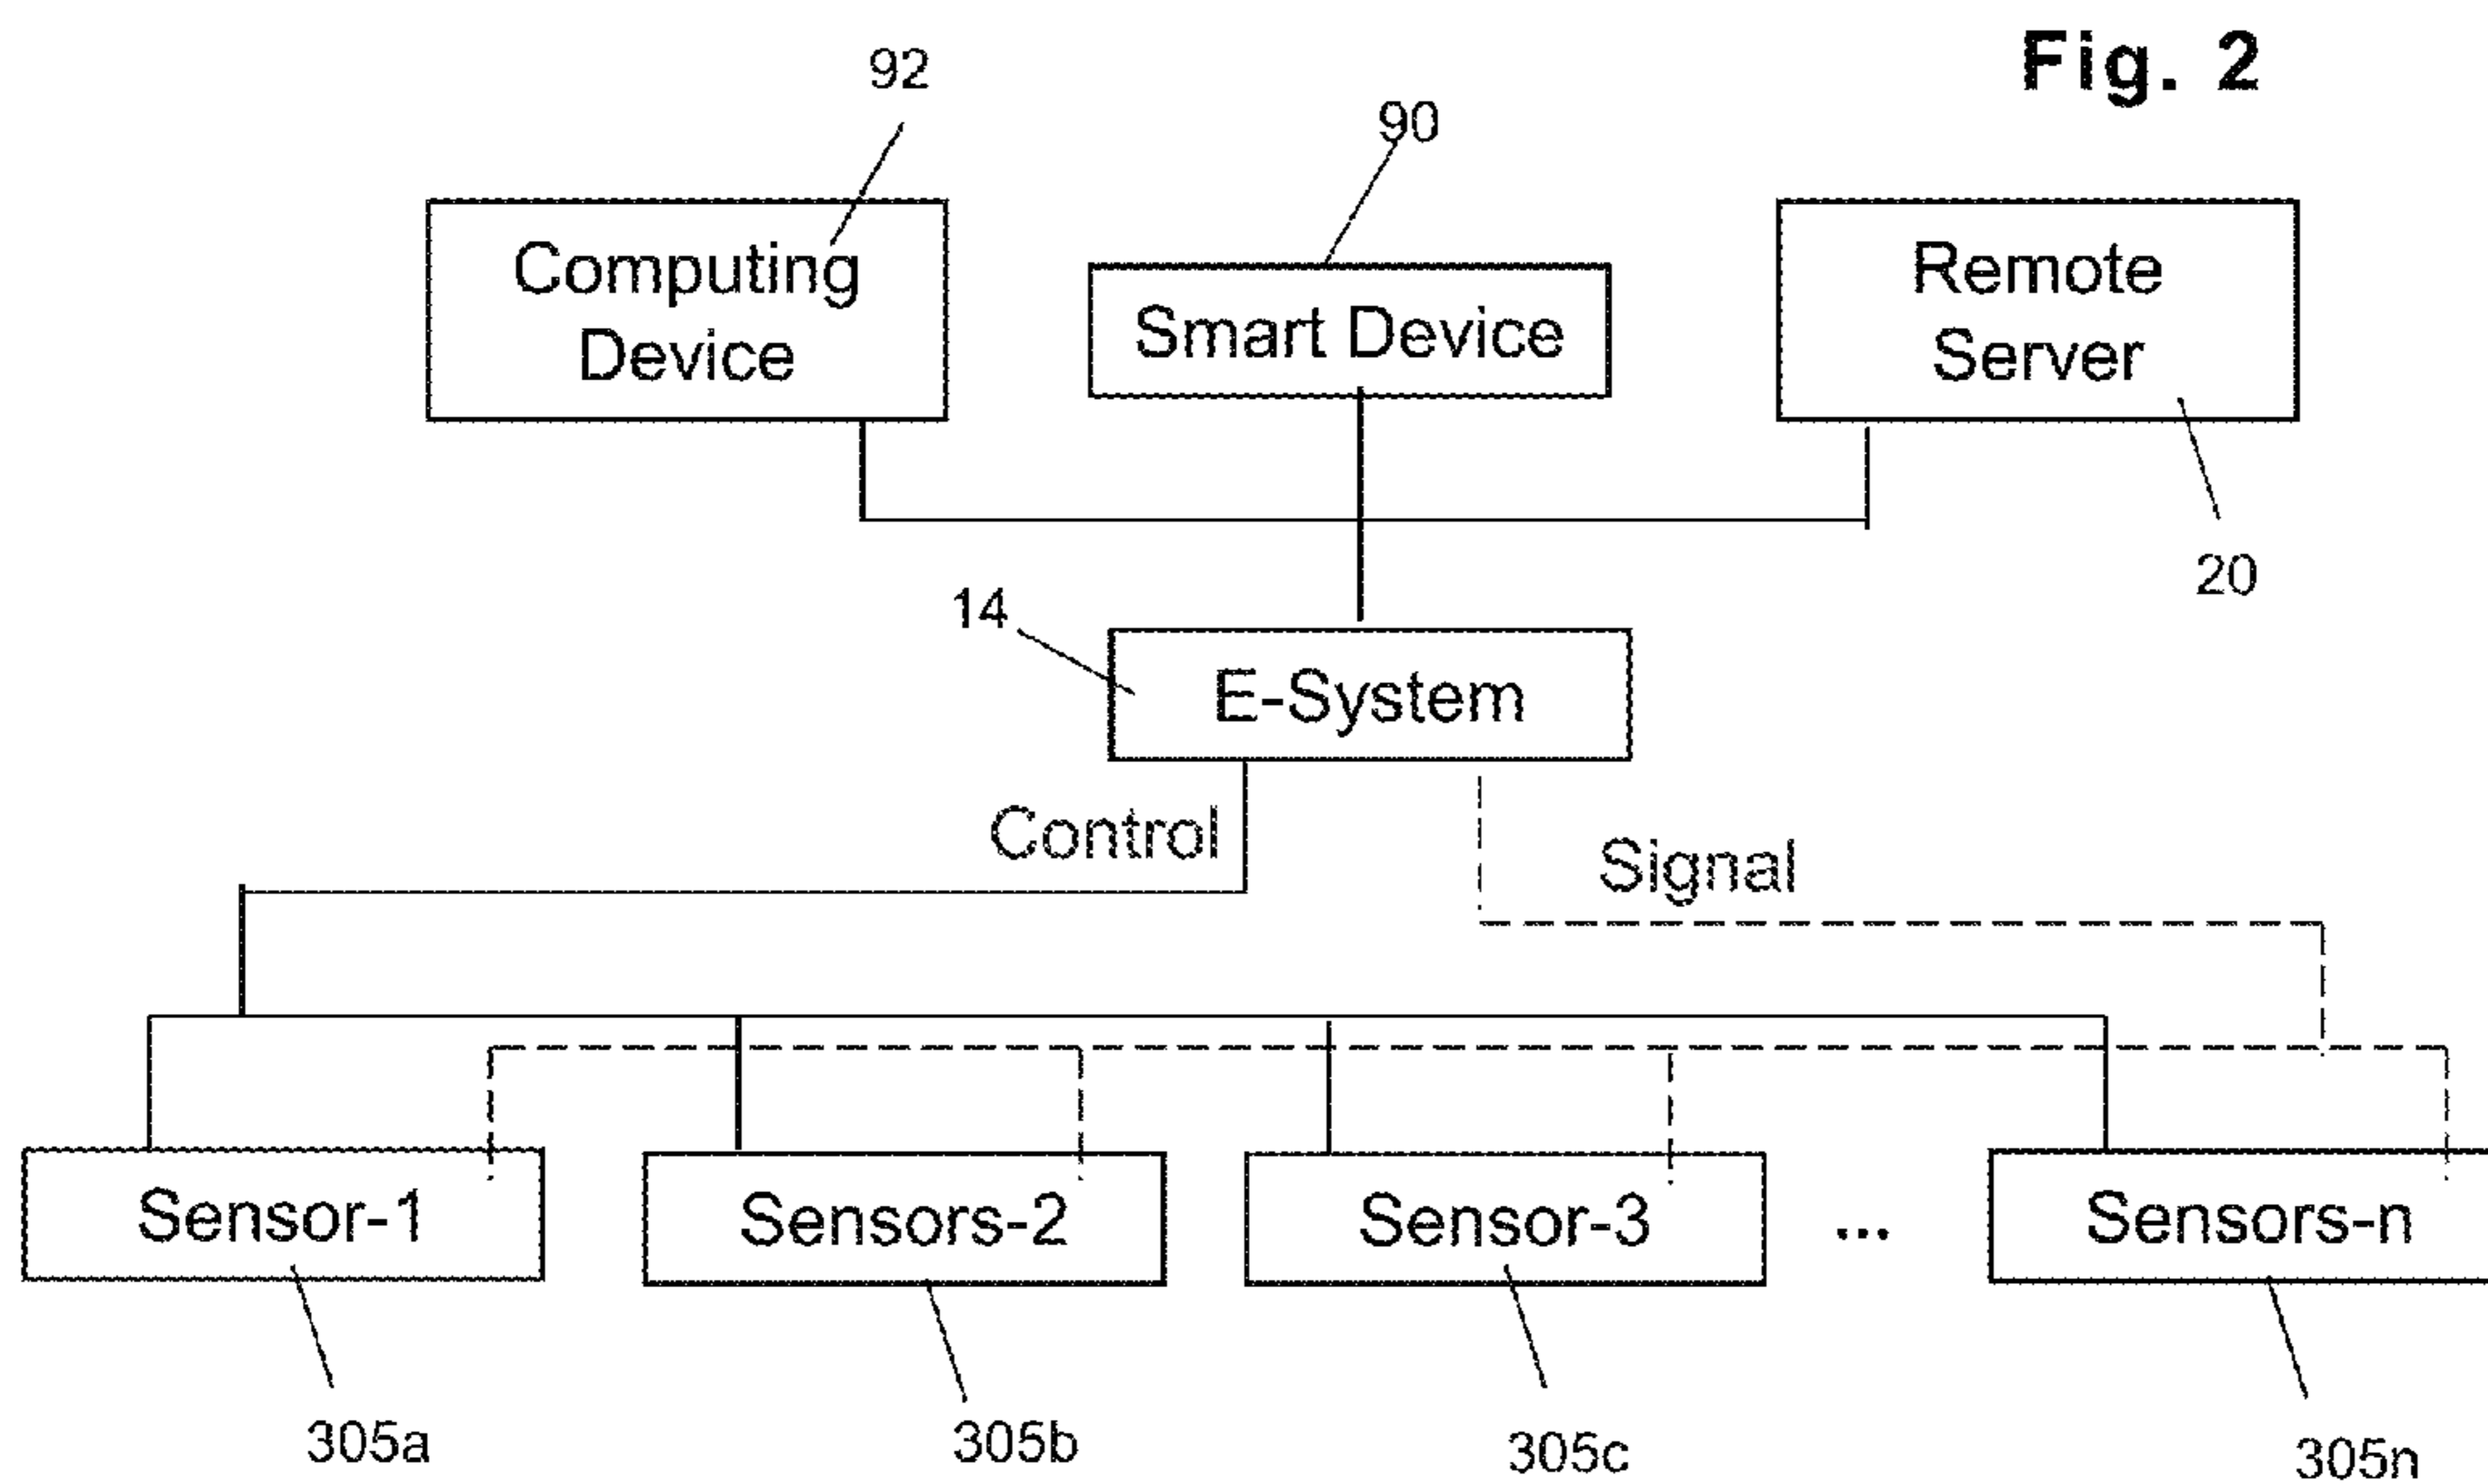 Fig. 2
92
90
Computing
Device
Smart Device
Remote
Server
20
14
E-System
Control
Signal
Sensor-1
Sensors-2
Sensor-3
...
Sensors-n
305a
305b
305c
305n